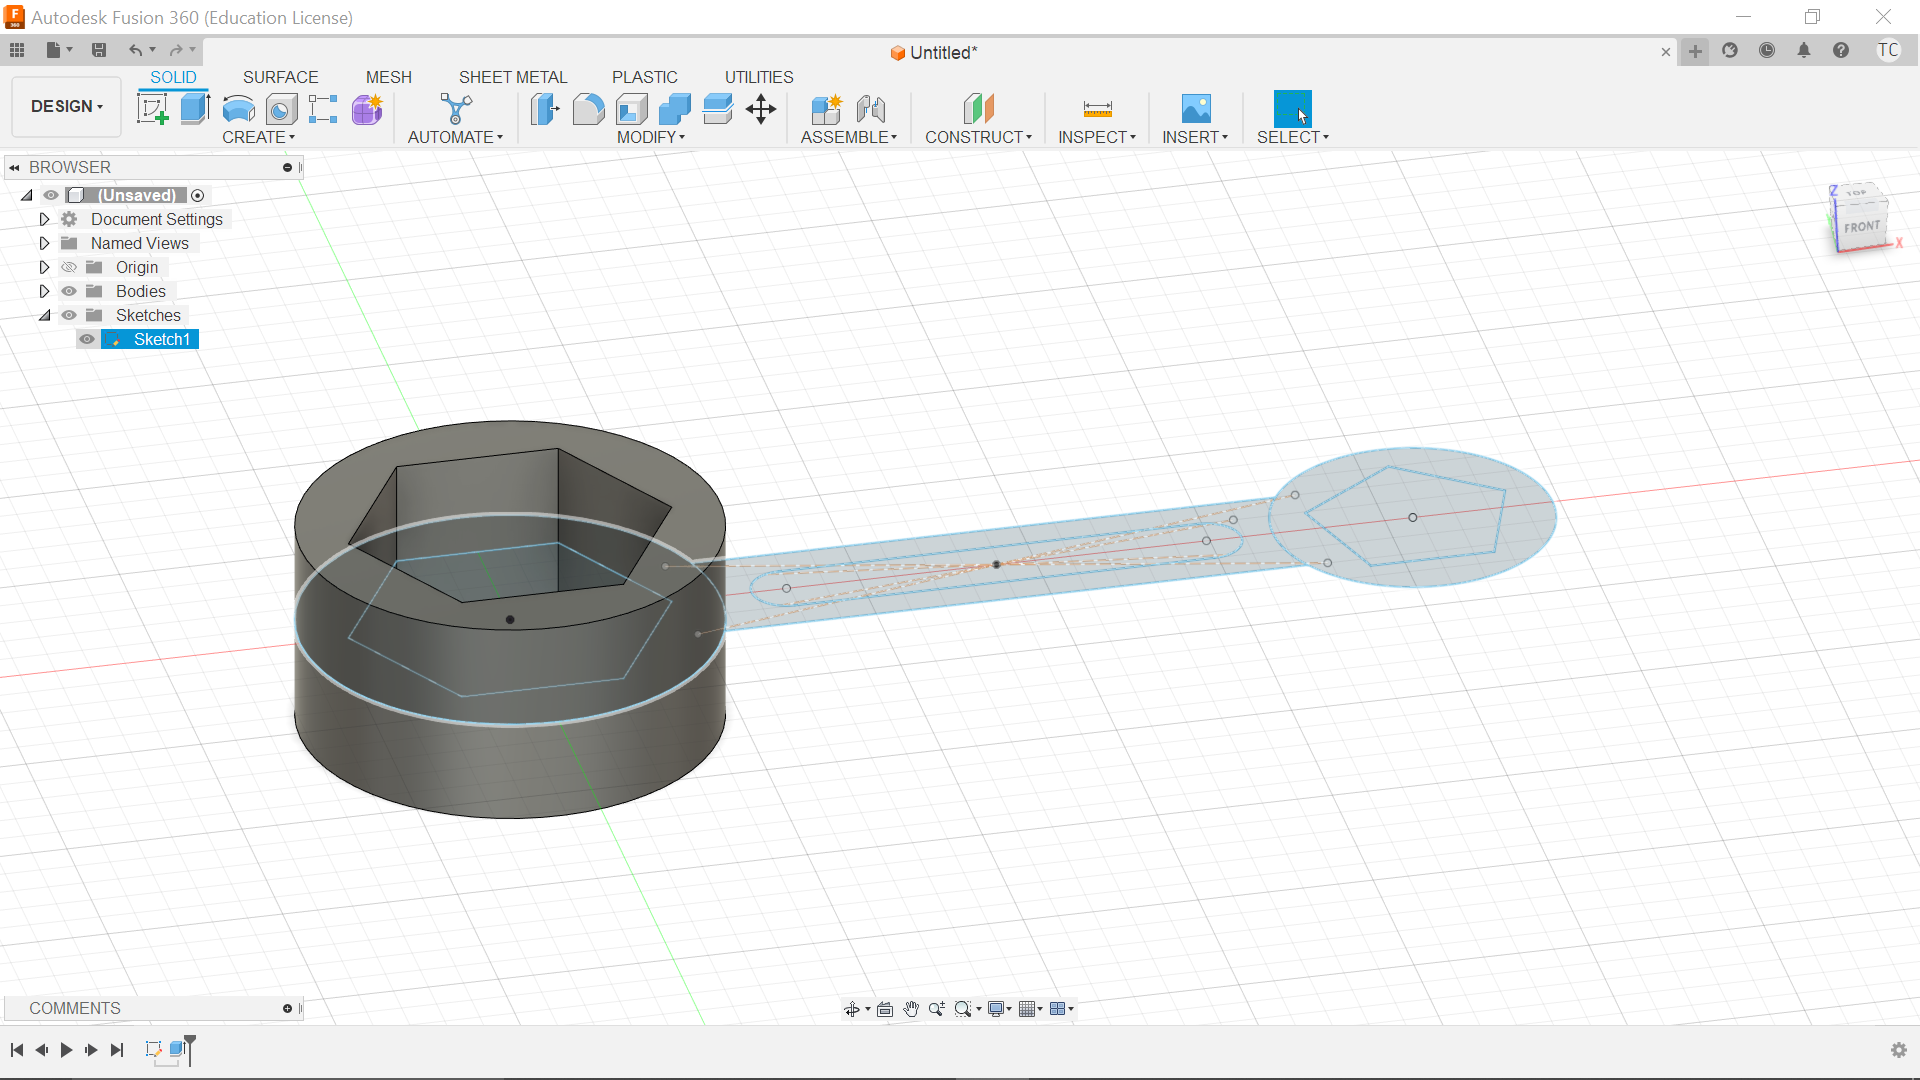 Autodesk Fusion 360 (Education License)
Untitled*
TC
DESIGN
SOLID SURFACE MESH SHEET METAL PLASTIC UTILITIES
CREATE AUTOMATE MODIFY ASSEMBLE CONSTRUCT INSPECT INSERT SELECT
BROWSER
(Unsaved)
Document Settings
Named Views
Origin
Bodies
Sketches
Sketch1
Z
TOP
FRONT
X
COMMENTS